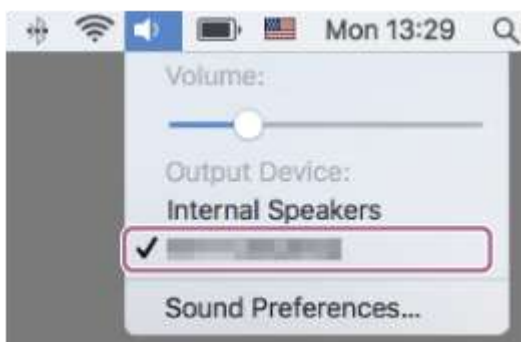 Mon 13:29
Volume:
Output Device:
Internal Speakers
Sound Preferences...